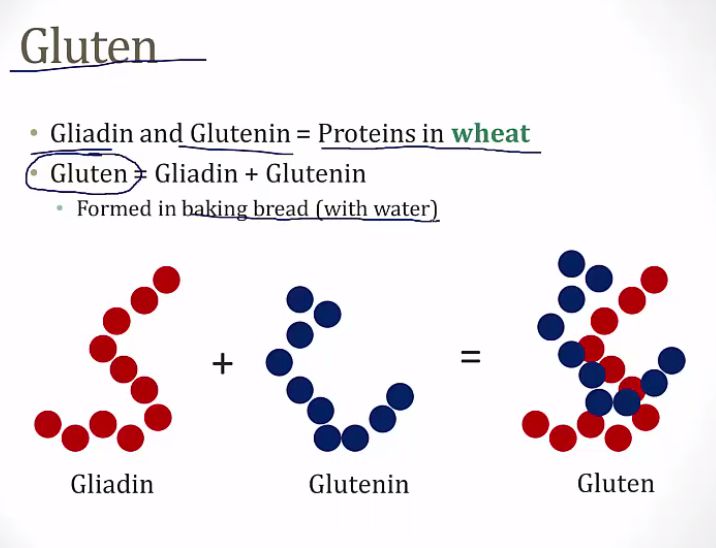 Gluten
• Gliadin and Glutenin = Proteins in wheat
• Gluten = Gliadin + Glutenin
• Formed in baking bread (with water)
+
=
Gliadin
Glutenin
Gluten